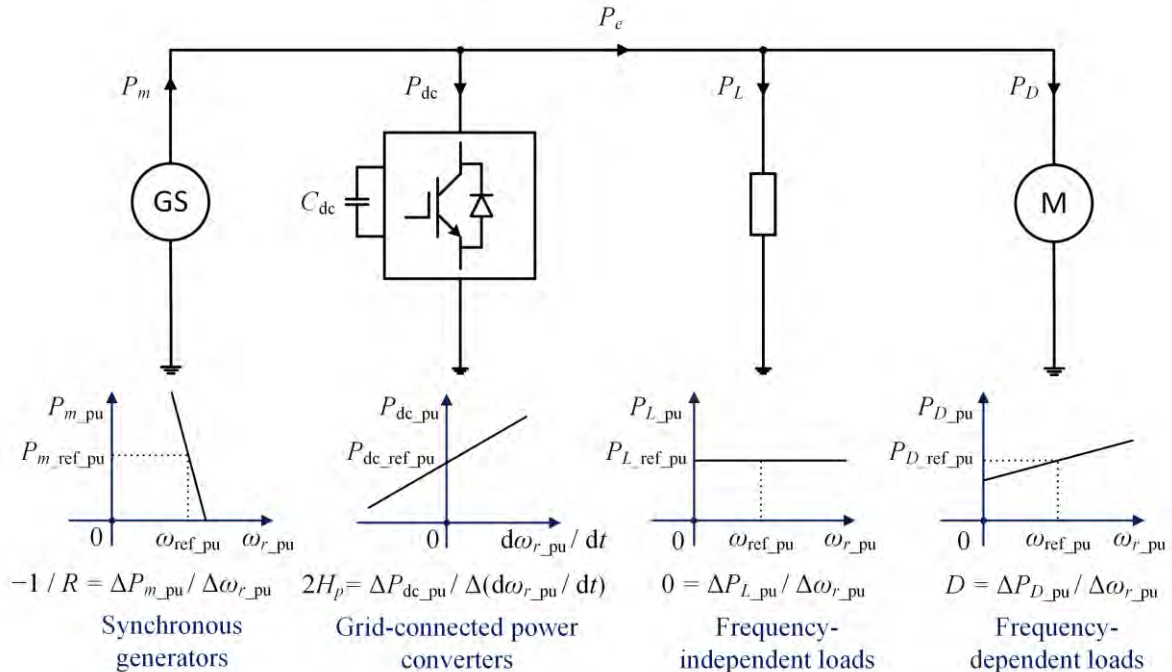 P_e
P_m
P_dc
P_L
P_D
GS
C_dc
M
P_m_pu
P_m_ref_pu
0
ω_ref_pu
ω_r_pu
−1 / R = ΔP_m_pu / Δω_r_pu
Synchronous
generators
P_dc_pu
P_dc_ref_pu
0
dω_r_pu / dt
2H_p = ΔP_dc_pu / Δ(dω_r_pu / dt)
Grid-connected power
converters
P_L_pu
P_L_ref_pu
0
ω_ref_pu
ω_r_pu
0 = ΔP_L_pu / Δω_r_pu
Frequency-
independent loads
P_D_pu
P_D_ref_pu
0
ω_ref_pu
ω_r_pu
D = ΔP_D_pu / Δω_r_pu
Frequency-
dependent loads